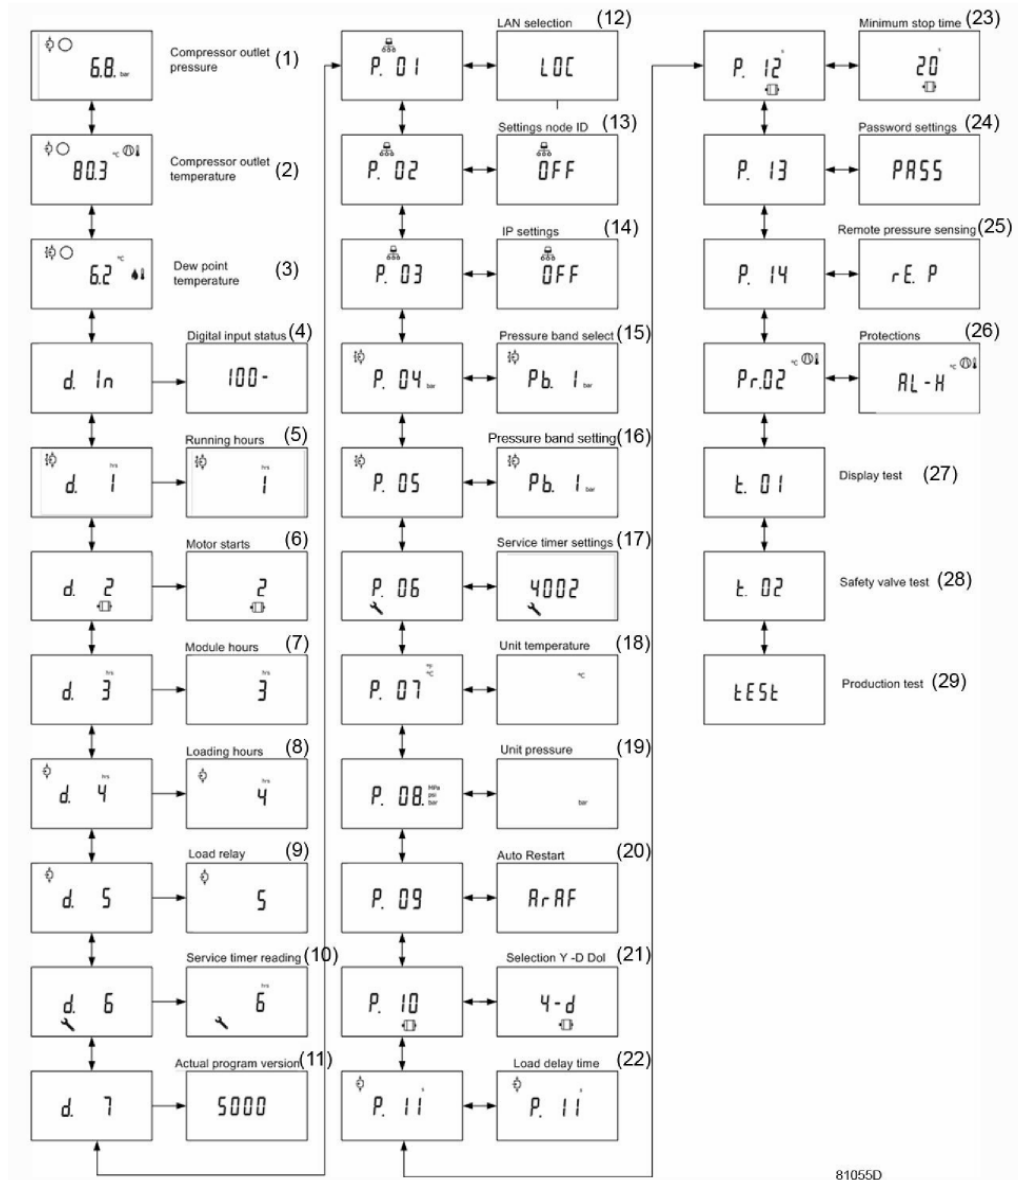 6.8. bar
Compressor outlet
pressure
(1)
80.3 °C
Compressor outlet
temperature
(2)
6.2 °C
Dew point
temperature
(3)
Digital input status (4)
d. In
100-
Running hours (5)
d. 1 hrs
1 hrs
Motor starts (6)
d. 2
2
Module hours (7)
d. 3 hrs
3 hrs
Loading hours (8)
d. 4 hrs
4 hrs
Load relay (9)
d. 5
5
Service timer reading (10)
d. 6
6 hrs
Actual program version (11)
d. 7
5000
LAN selection (12)
P. 01
LOC
Settings node ID (13)
P. 02
OFF
IP settings (14)
P. 03
OFF
Pressure band select (15)
P. 04 bar
Pb. 1 bar
Pressure band setting (16)
P. 05
Pb. 1 bar
Service timer settings (17)
P. 06
4002
Unit temperature (18)
P. 07 °F °C
°C
Unit pressure (19)
P. 08. MPa psi bar
bar
Auto Restart (20)
P. 09
ArAF
Selection Y -D Dol (21)
P. 10
Y-d
Load delay time (22)
P. 11 s
P. 11 s
Minimum stop time (23)
P. 12 s
20 s
Password settings (24)
P. 13
PASS
Remote pressure sensing (25)
P. 14
rE. P
Protections (26)
Pr.02 °C
AL-H °C
t. 01
Display test (27)
t. 02
Safety valve test (28)
tESt
Production test (29)
81055D